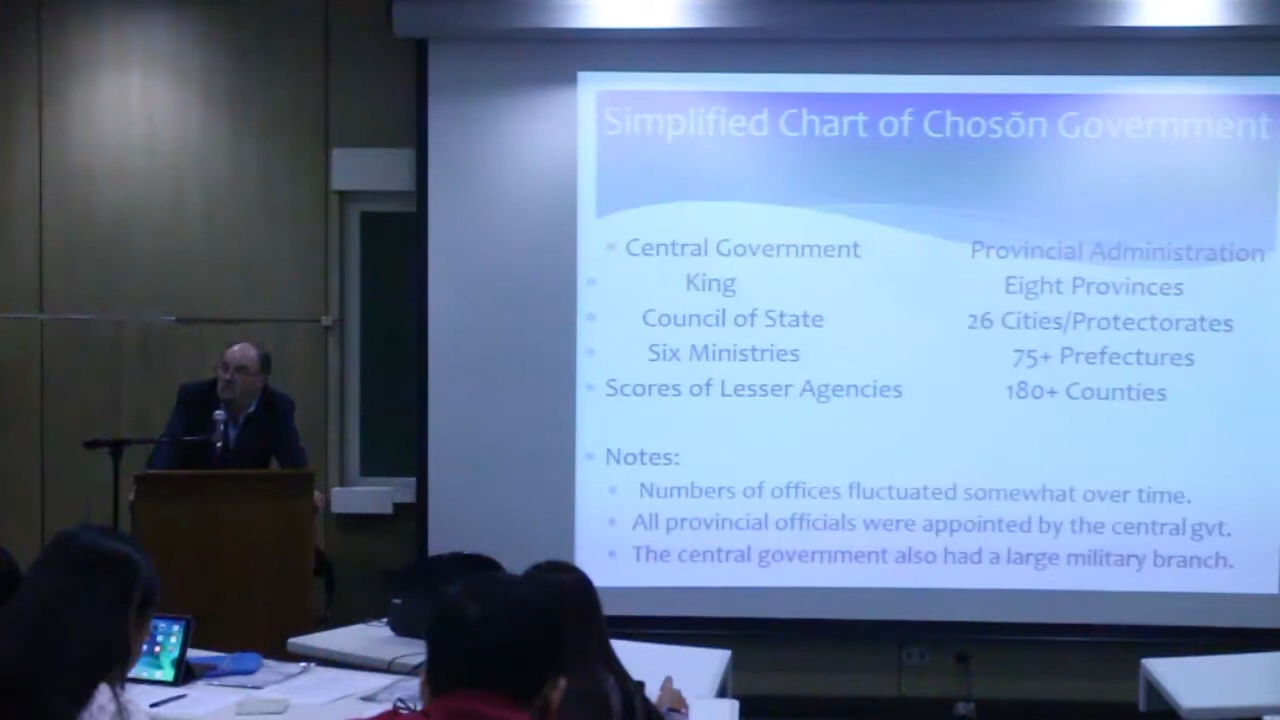 Simplified Chart of Chosŏn Government
Central Government Provincial Administration
King Eight Provinces
Council of State 26 Cities/Protectorates
Six Ministries 75+ Prefectures
Scores of Lesser Agencies 180+ Counties
Notes:
Numbers of offices fluctuated somewhat over time.
All provincial officials were appointed by the central gvt.
The central government also had a large military branch.